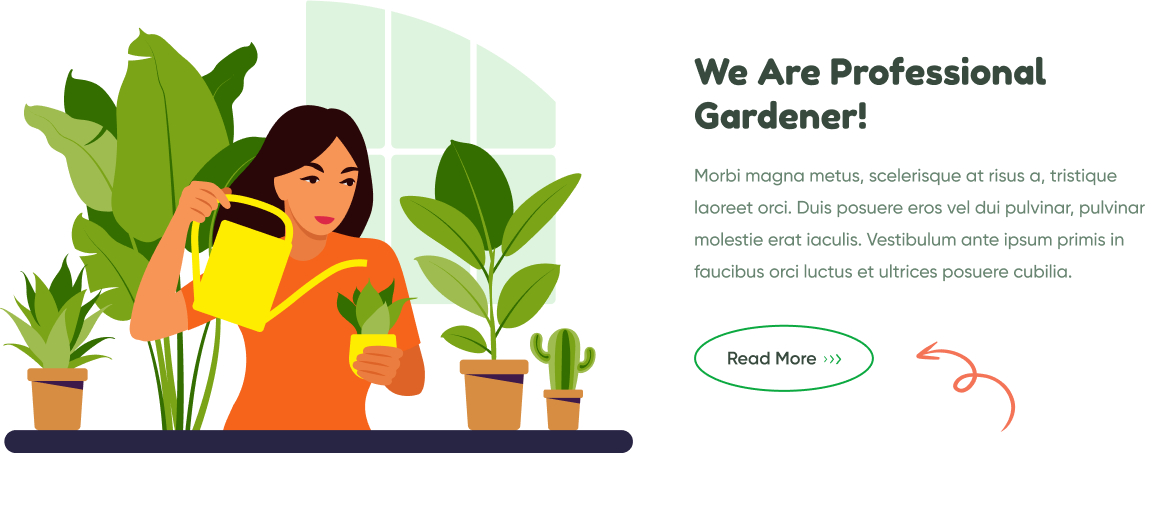 We Are Professional
Gardener!
Morbi magna metus, scelerisque at risus a, tristique
laoreet orci. Duis posuere eros vel dui pulvinar, pulvinar
molestie erat iaculis. Vestibulum ante ipsum primis in
faucibus orci luctus et ultrices posuere cubilia.
Read More ›››